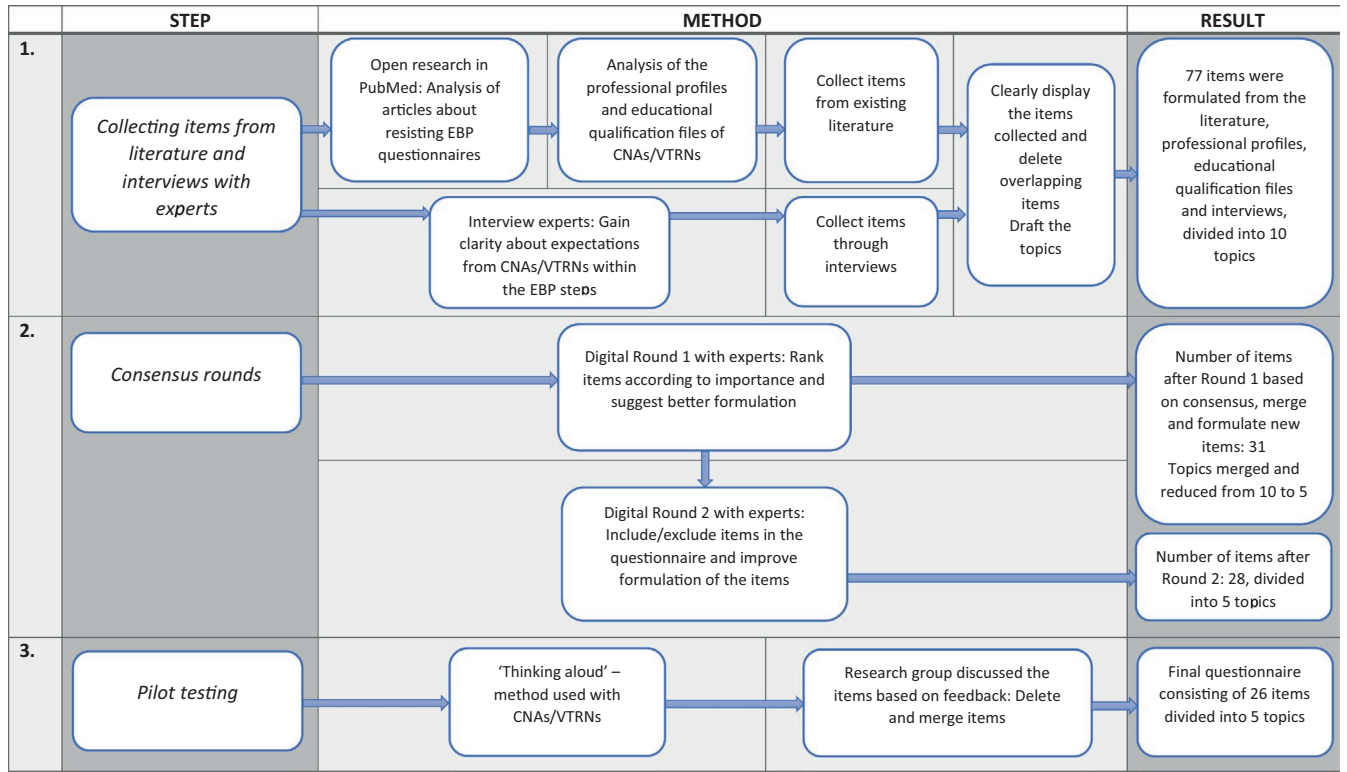 STEP
METHOD
RESULT
1.
Collecting items from
literature and
interviews with
experts
Open research in
PubMed: Analysis of
articles about
resisting EBP
questionnaires
Analysis of the
professional profiles
and educational
qualification files of
CNAs/VTRNs
Collect items
from existing
literature
Interview experts: Gain
clarity about expectations
from CNAs/VTRNs within
the EBP steps
Collect items
through
interviews
Clearly display
the items
collected and
delete
overlapping
items
Draft the
topics
77 items were
formulated from the
literature,
professional profiles,
educational
qualification files
and interviews,
divided into 10
topics
2.
Consensus rounds
Digital Round 1 with experts: Rank
items according to importance and
suggest better formulation
Number of items
after Round 1 based
on consensus, merge
and formulate new
items: 31
Topics merged and
reduced from 10 to 5
Digital Round 2 with experts:
Include/exclude items in the
questionnaire and improve
formulation of the items
Number of items after
Round 2: 28, divided
into 5 topics
3.
Pilot testing
‘Thinking aloud’ –
method used with
CNAs/VTRNs
Research group discussed the
items based on feedback: Delete
and merge items
Final questionnaire
consisting of 26 items
divided into 5 topics